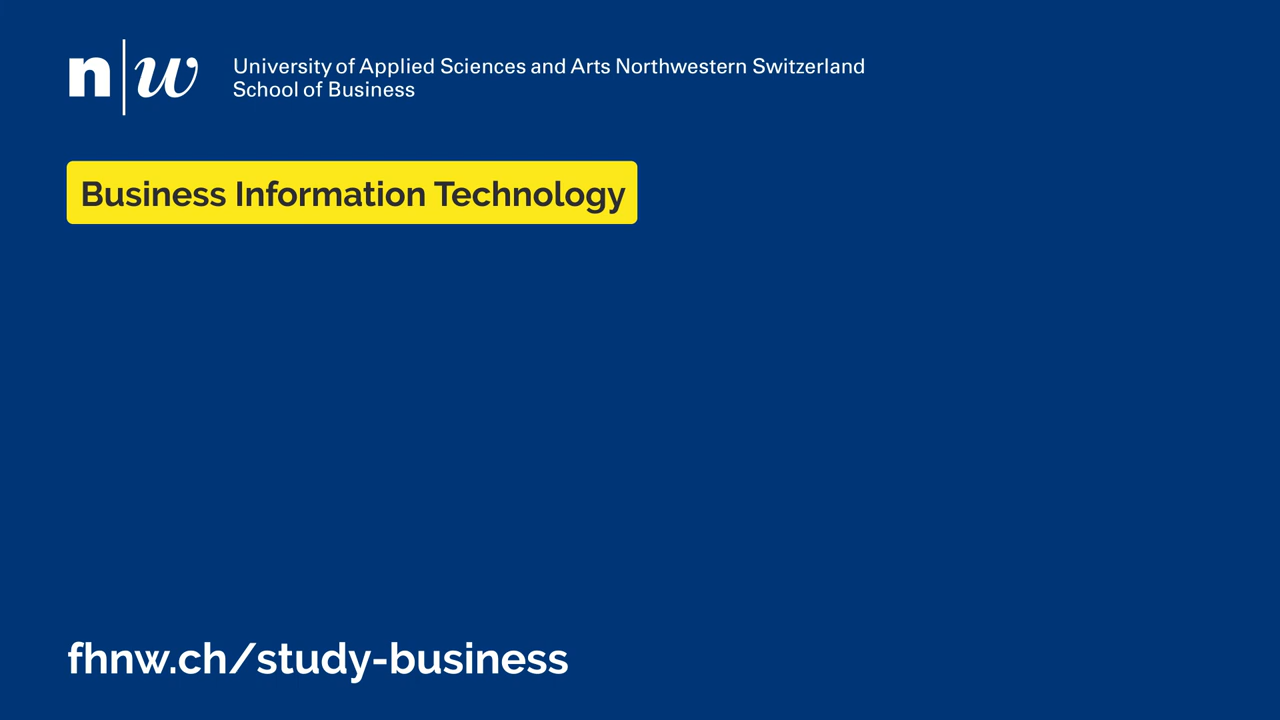 n|w
University of Applied Sciences and Arts Northwestern Switzerland
School of Business
Business Information Technology
fhnw.ch/study-business